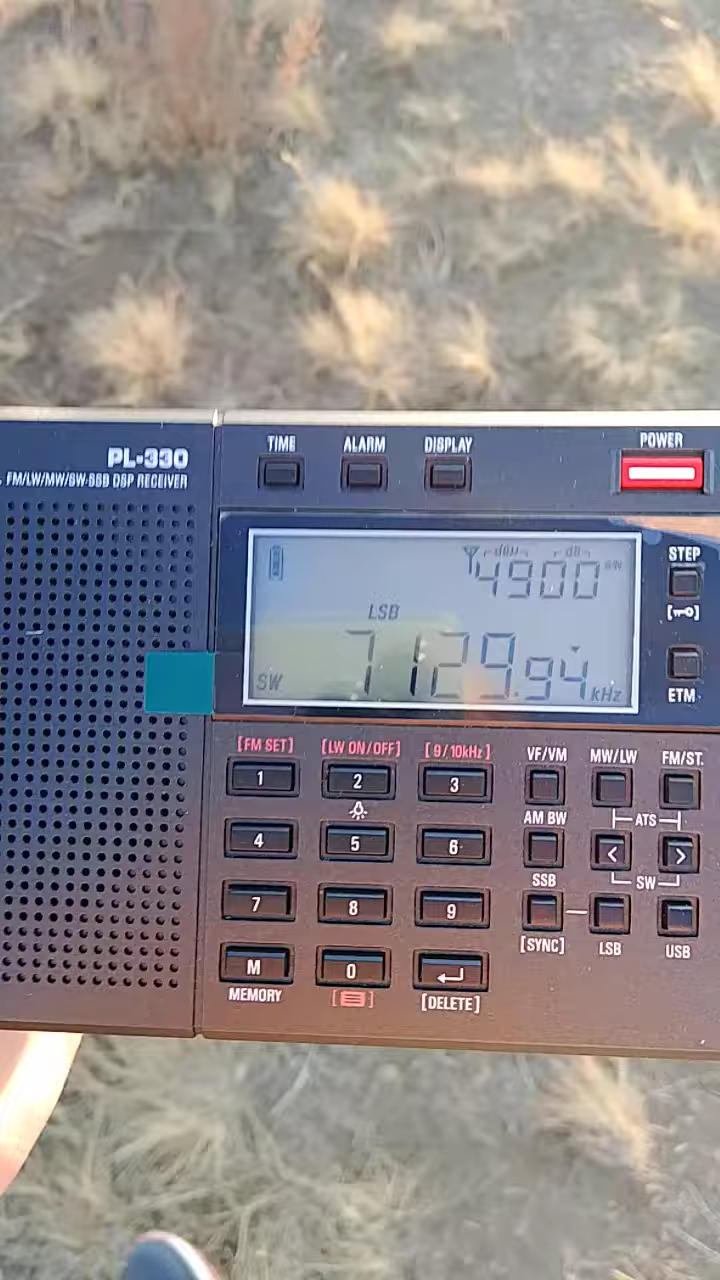 PL-330
FM/LW/MW/SW-SSB DSP RECEIVER
TIME ALARM DISPLAY POWER
dBμ dB
4900
LSB
7129.94 kHz
SW
STEP
ETM
[FM SET] [LW ON/OFF] [9/10kHz] VF/VM MW/LW FM/ST.
1 2 3
AM BW ATS
4 5 6 < >
SSB SW
7 8 9
[SYNC] LSB USB
M 0
MEMORY [DELETE]